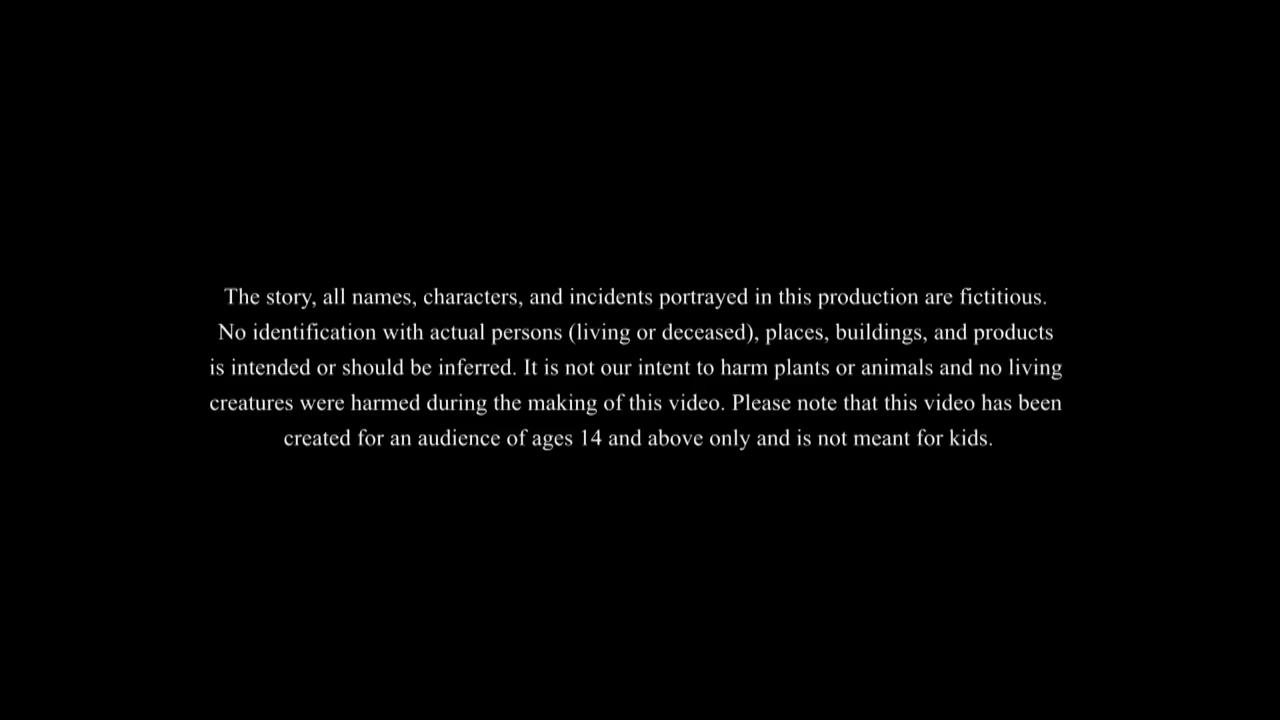 The story, all names, characters, and incidents portrayed in this production are fictitious.
No identification with actual persons (living or deceased), places, buildings, and products
is intended or should be inferred. It is not our intent to harm plants or animals and no living
creatures were harmed during the making of this video. Please note that this video has been
created for an audience of ages 14 and above only and is not meant for kids.